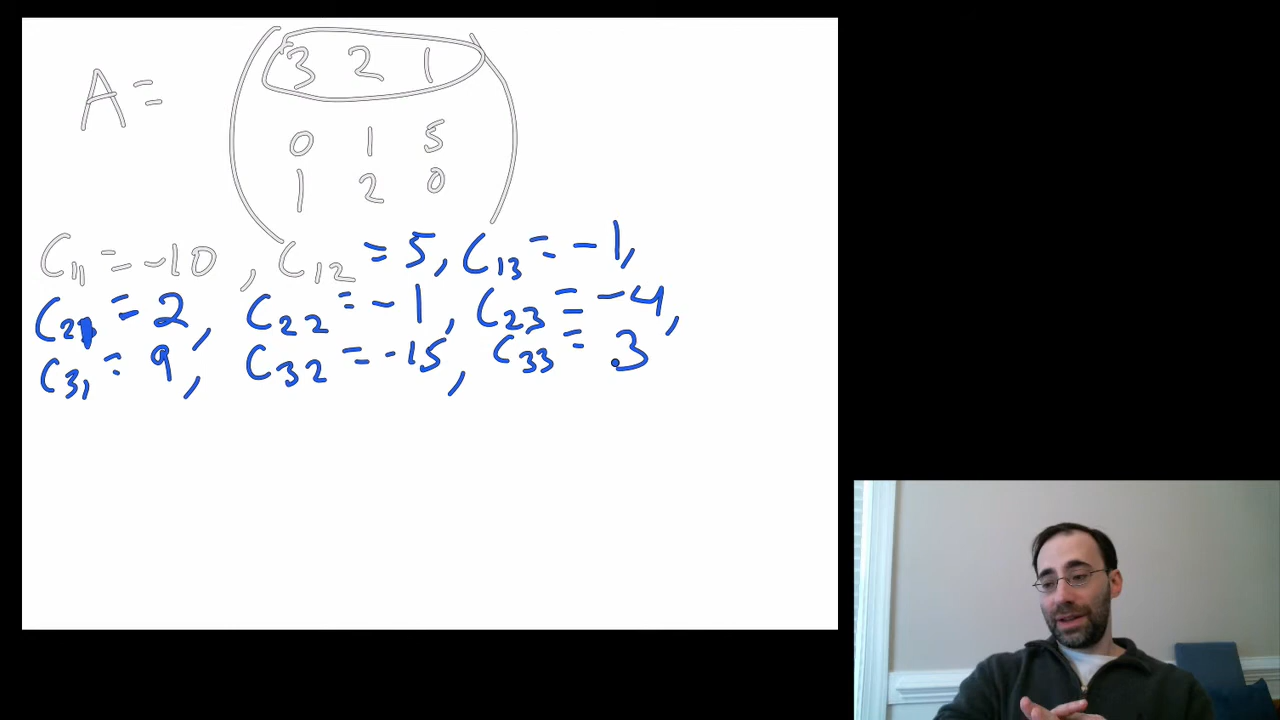 A = ( 3 2 1
0 1 5
1 2 0 )
C11 = -10, C12 = 5, C13 = -1,
C21 = 2, C22 = -1, C23 = -4,
C31 = 9, C32 = -15, C33 = 3